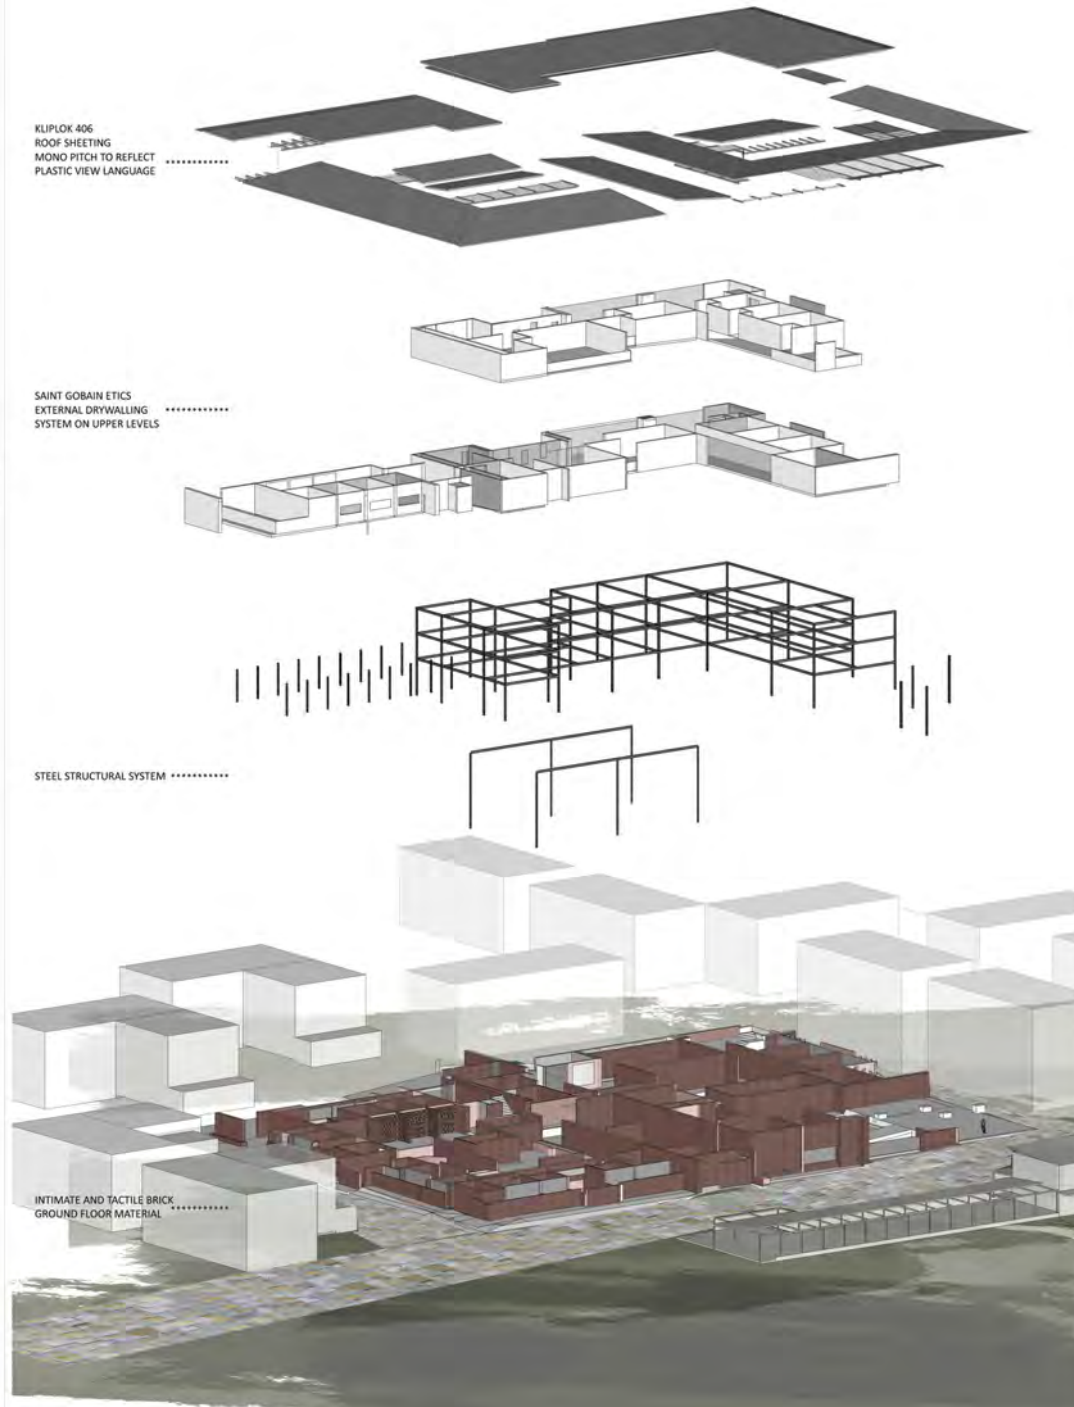 KLIPLOK 406
ROOF SHEETING
MONO PITCH TO REFLECT
PLASTIC VIEW LANGUAGE
SAINT GOBAIN ETICS
EXTERNAL DRYWALLING
SYSTEM ON UPPER LEVELS
STEEL STRUCTURAL SYSTEM
INTIMATE AND TACTILE BRICK
GROUND FLOOR MATERIAL